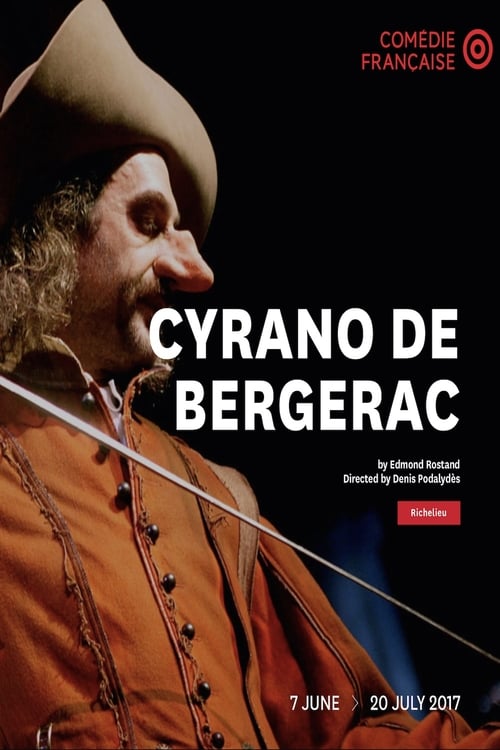 COMÉDIE
FRANÇAISE
CYRANO DE
BERGERAC
by Edmond Rostand
Directed by Denis Podalydès
Richelieu
7 JUNE > 20 JULY 2017